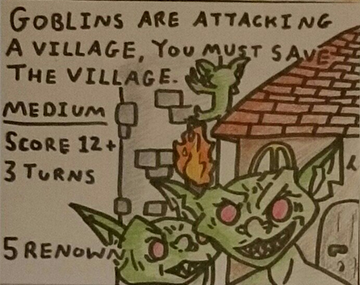 GOBLINS ARE ATTACKING
A VILLAGE, YOU MUST SAVE
THE VILLAGE.
MEDIUM
SCORE 12+
3 TURNS
5 RENOWN